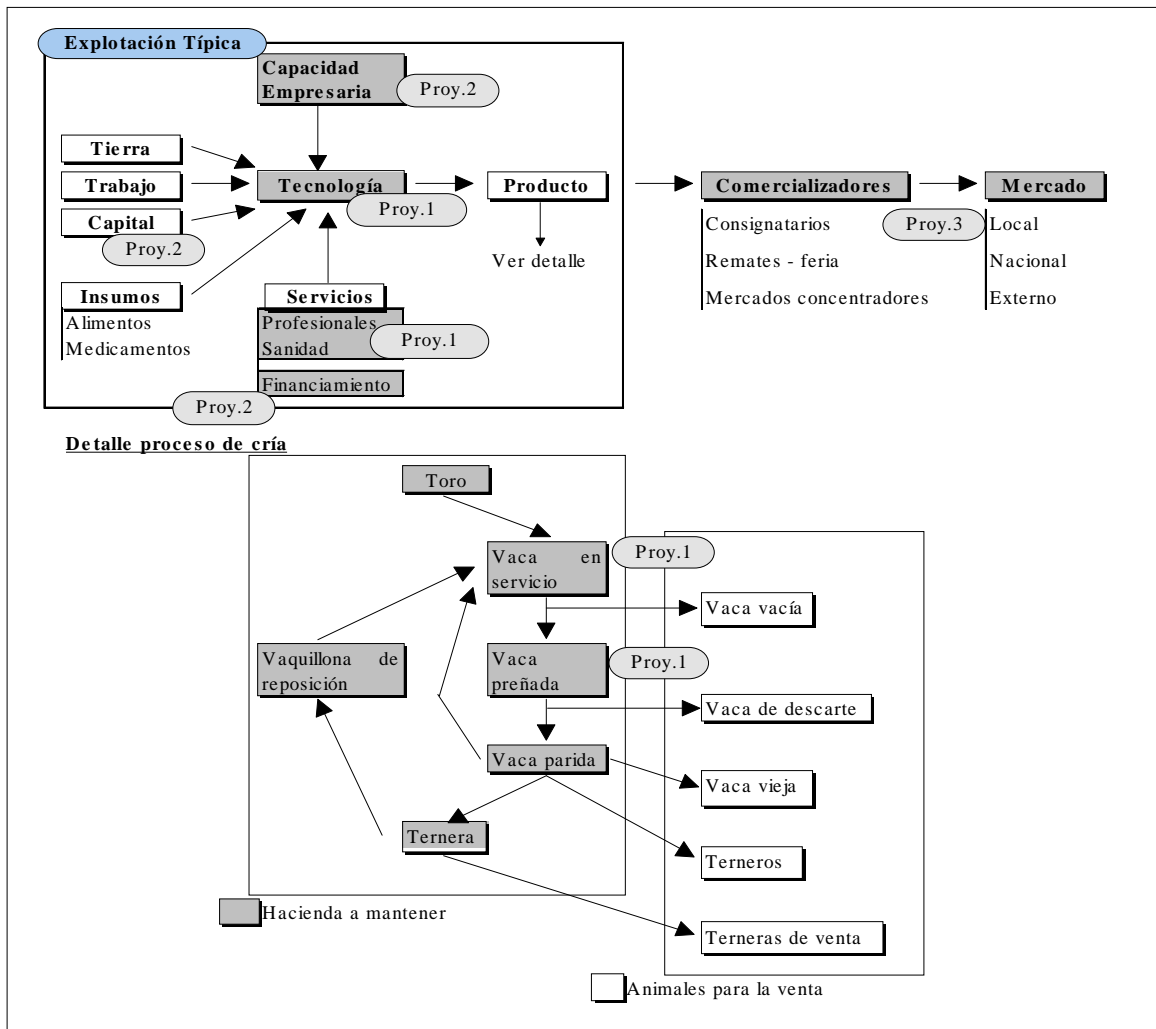 Explotación Típica
Capacidad
Empresaria
Proy.2
Tierra
Trabajo
Capital
Proy.2
Tecnología
Proy.1
Producto
Ver detalle
Comercializadores
Consignatarios
Remates - feria
Mercados concentradores
Proy.3
Mercado
Local
Nacional
Externo
Insumos
Alimentos
Medicamentos
Servicios
Profesionales
Sanidad
Proy.1
Financiamiento
Proy.2
Detalle proceso de cría
Toro
Vaca en
servicio
Proy.1
Vaca vacía
Vaquillona de
reposición
Vaca
preñada
Proy.1
Vaca de descarte
Vaca parida
Vaca vieja
Ternera
Terneros
Hacienda a mantener
Terneras de venta
Animales para la venta